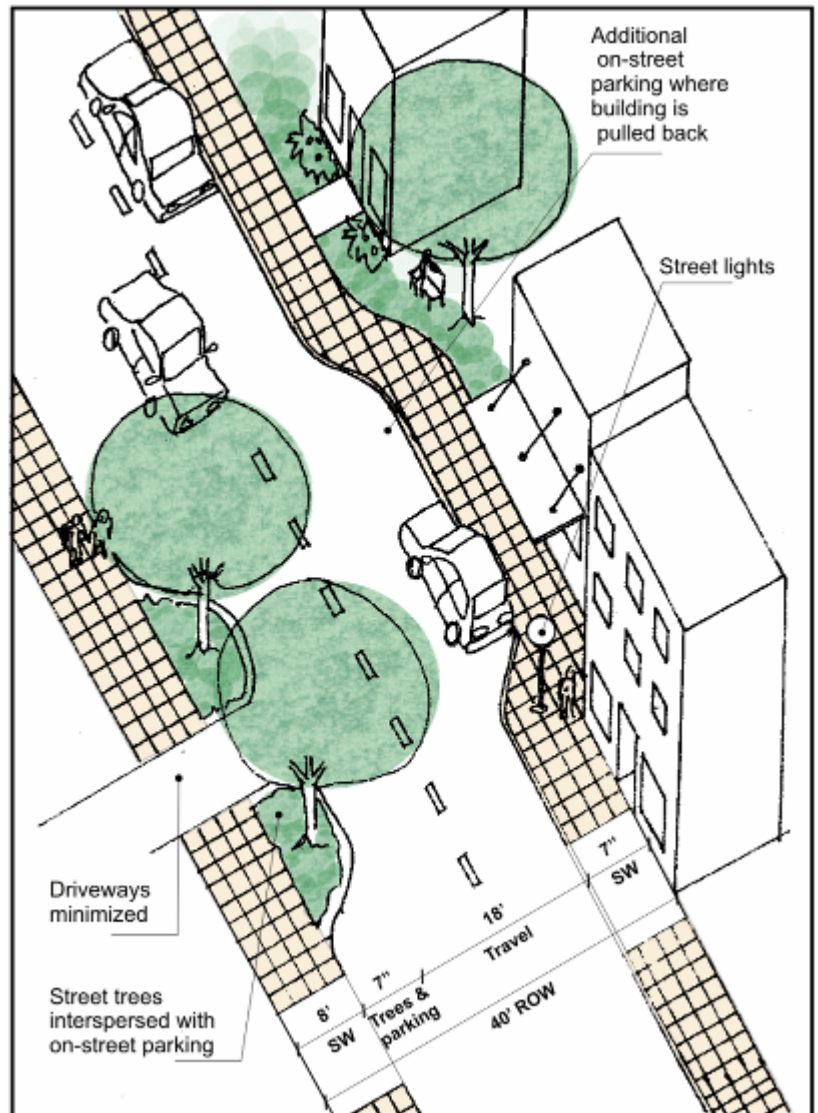 Additional
on-street
parking where
building is
pulled back
Street lights
Driveways
minimized
Street trees
interspersed with
on-street parking
8'
SW
7"
Trees &
parking
18'
Travel
7"
SW
40' ROW